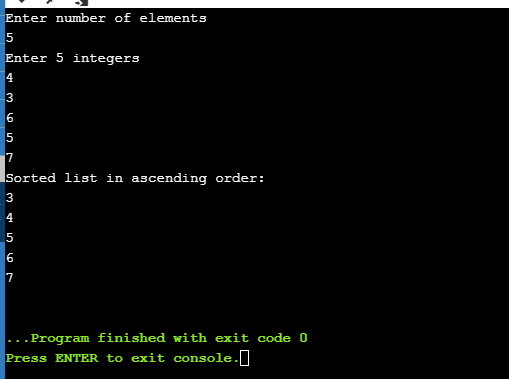 Enter number of elements
5
Enter 5 integers
4
3
6
5
7
Sorted list in ascending order:
3
4
5
6
7
...Program finished with exit code 0
Press ENTER to exit console.